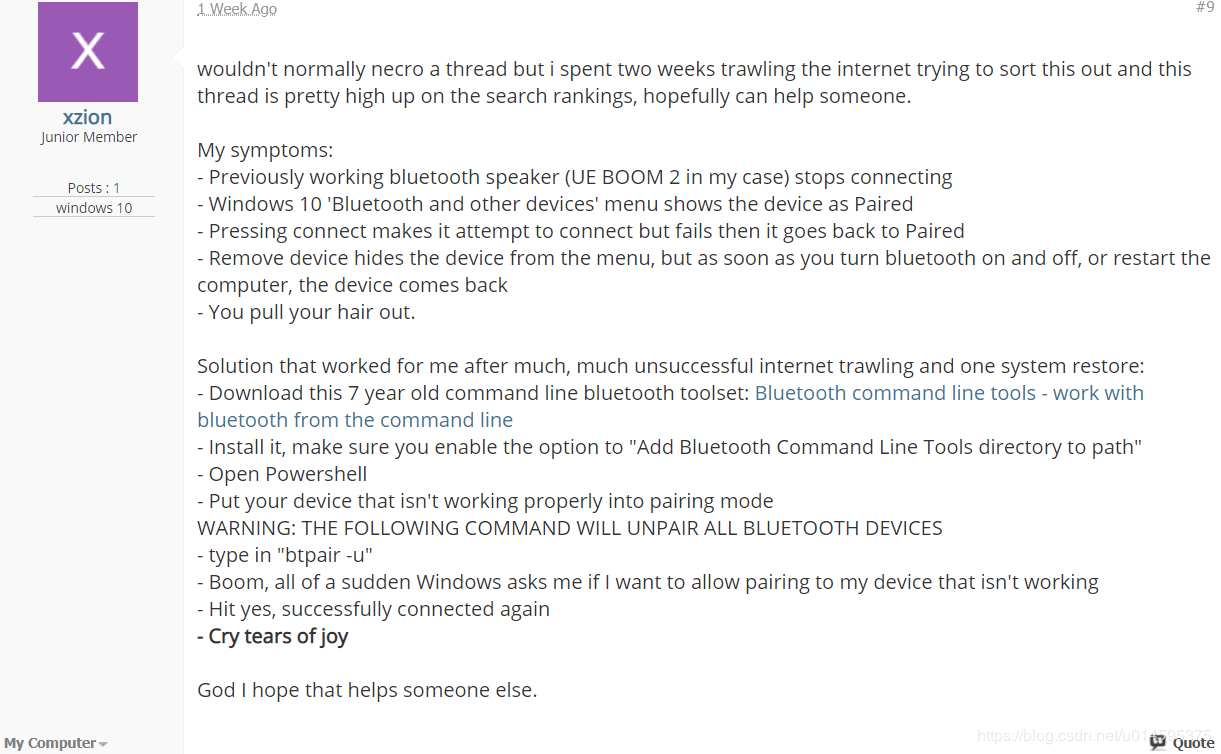 1 Week Ago
#9
X
xzion
Junior Member
Posts : 1
windows 10
wouldn't normally necro a thread but i spent two weeks trawling the internet trying to sort this out and this
thread is pretty high up on the search rankings, hopefully can help someone.
My symptoms:
- Previously working bluetooth speaker (UE BOOM 2 in my case) stops connecting
- Windows 10 'Bluetooth and other devices' menu shows the device as Paired
- Pressing connect makes it attempt to connect but fails then it goes back to Paired
- Remove device hides the device from the menu, but as soon as you turn bluetooth on and off, or restart the
computer, the device comes back
- You pull your hair out.
Solution that worked for me after much, much unsuccessful internet trawling and one system restore:
- Download this 7 year old command line bluetooth toolset: Bluetooth command line tools - work with
bluetooth from the command line
- Install it, make sure you enable the option to "Add Bluetooth Command Line Tools directory to path"
- Open Powershell
- Put your device that isn't working properly into pairing mode
WARNING: THE FOLLOWING COMMAND WILL UNPAIR ALL BLUETOOTH DEVICES
- type in "btpair -u"
- Boom, all of a sudden Windows asks me if I want to allow pairing to my device that isn't working
- Hit yes, successfully connected again
- Cry tears of joy
God I hope that helps someone else.
My Computer
Quote